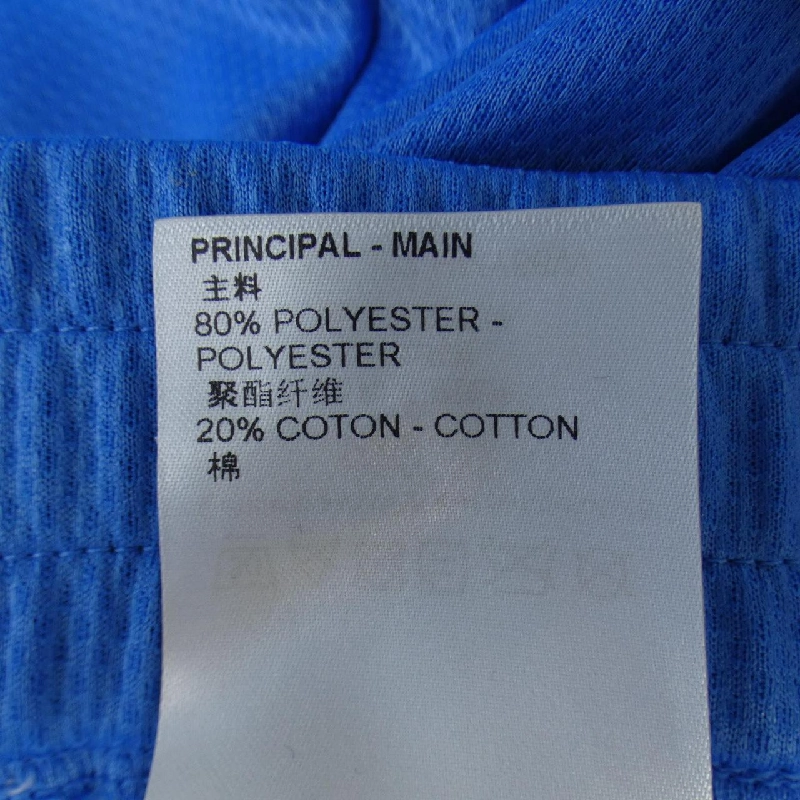 PRINCIPAL - MAIN
主料
80% POLYESTER -
POLYESTER
聚酯纤维
20% COTON - COTTON
棉